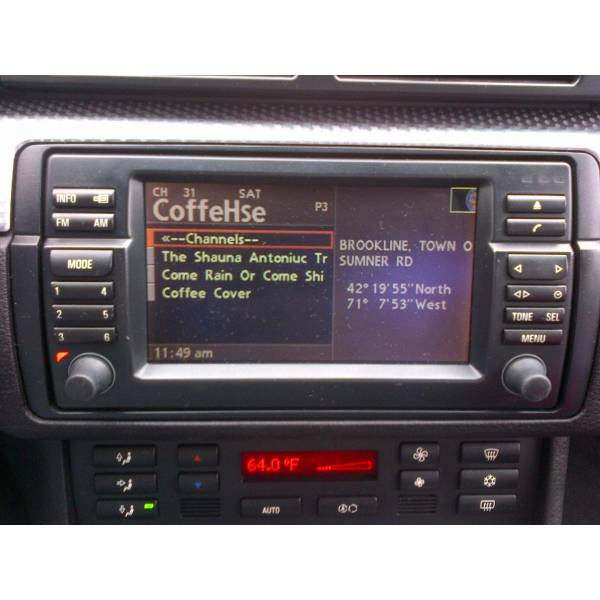 CH 31 SAT
CoffeHse P3
«--Channels--
The Shauna Antoniuc Tr
Come Rain Or Come Shi
Coffee Cover
11:49 am
BROOKLINE, TOWN O
SUMNER RD
42° 19'55"North
71° 7'53"West
INFO
FM AM
MODE
1 4
2 5
3 6
TONE SEL
MENU
64.0 °F
AUTO